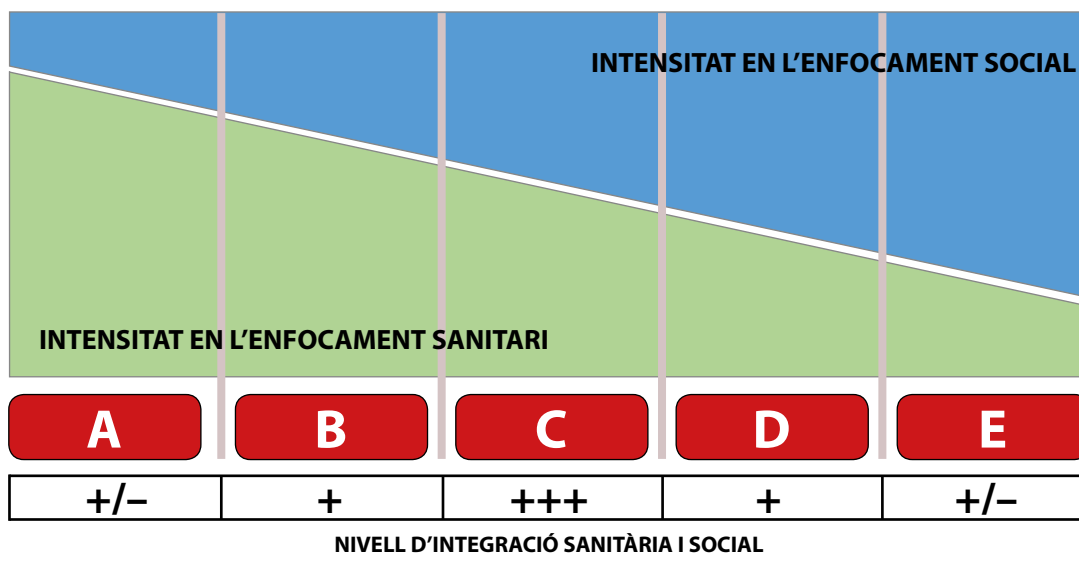 INTENSITAT EN L’ENFOCAMENT SOCIAL
INTENSITAT EN L’ENFOCAMENT SANITARI
A B C D E
+/– + +++ + +/–
NIVELL D’INTEGRACIÓ SANITÀRIA I SOCIAL